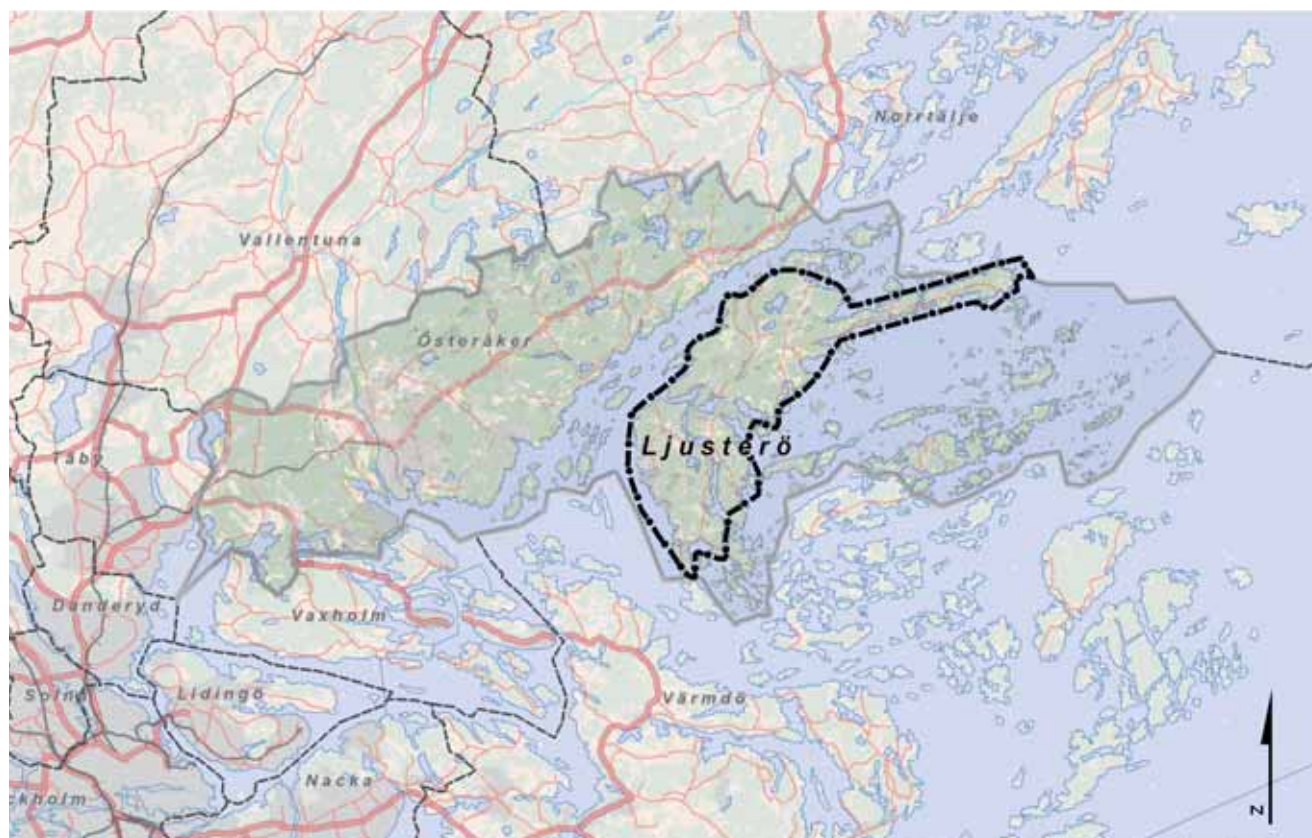 Norrtälje
Vallentuna
Österåker
Ljusterö
Täby
Danderyd
Vaxholm
Solna
Lidingö
Värmdö
Nacka
ckholm
N